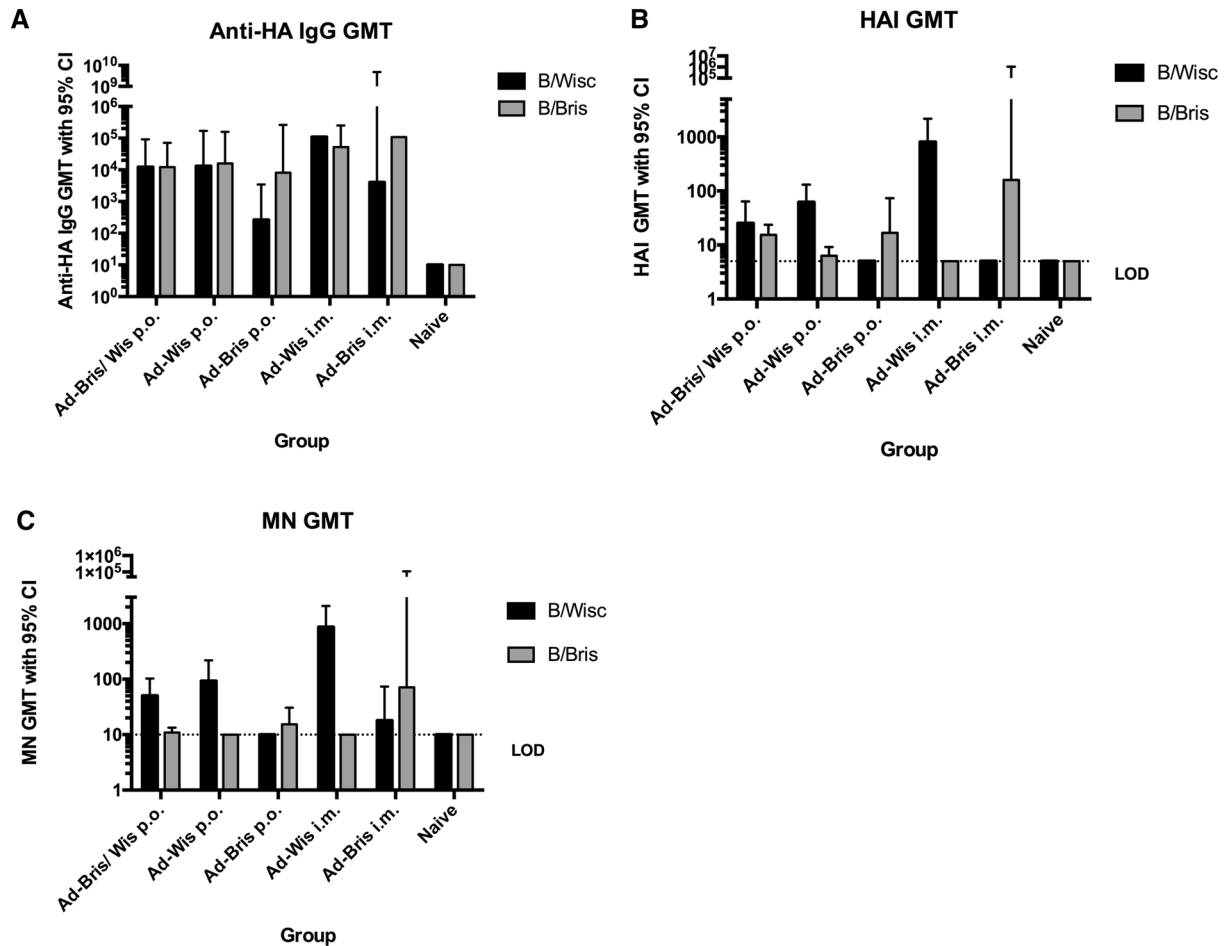 A
Anti-HA IgG GMT
Anti-HA IgG GMT with 95% CI
10¹⁰
10⁹
10⁶
10⁵
10⁴
10³
10²
10¹
10⁰
Ad-Bris/ Wis p.o.
Ad-Wis p.o.
Ad-Bris p.o.
Ad-Wis i.m.
Ad-Bris i.m.
Naive
Group
B/Wisc
B/Bris
B
HAI GMT
HAI GMT with 95% CI
10⁷
10⁶
10⁵
1000
100
10
1
Ad-Bris/ Wis p.o.
Ad-Wis p.o.
Ad-Bris p.o.
Ad-Wis i.m.
Ad-Bris i.m.
Naive
Group
B/Wisc
B/Bris
LOD
C
MN GMT
MN GMT with 95% CI
1×10⁶
1×10⁵
1000
100
10
1
Ad-Bris/ Wis p.o.
Ad-Wis p.o.
Ad-Bris p.o.
Ad-Wis i.m.
Ad-Bris i.m.
Naive
Group
B/Wisc
B/Bris
LOD